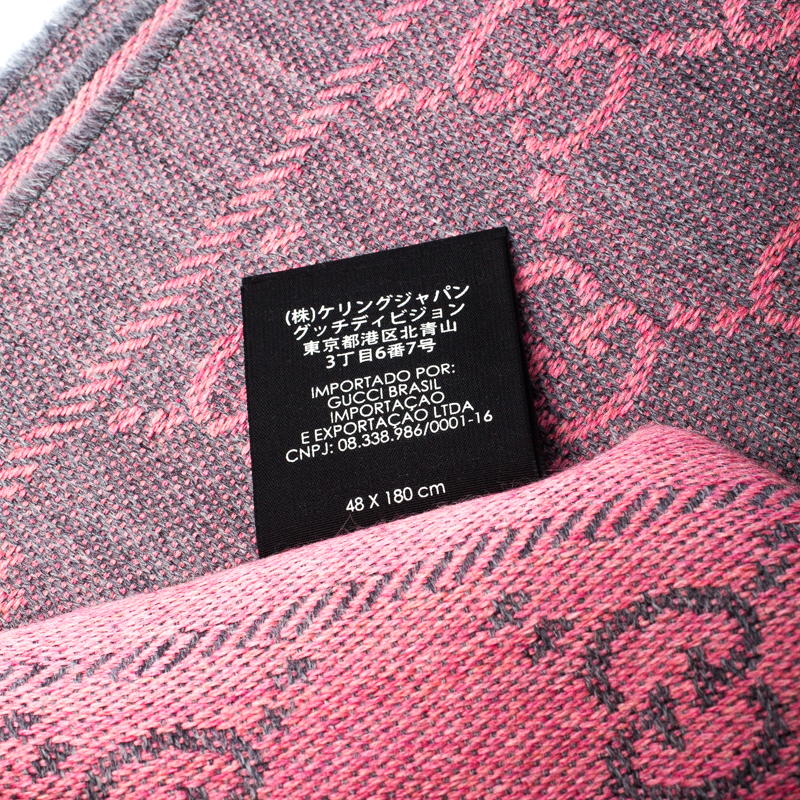 (株)ケリングジャパン
グッチデイビジョン
東京都港区北青山
3丁目6番7号
IMPORTADO POR:
GUCCI BRASIL
IMPORTAÇAO
E EXPORTAÇAO LTDA
CNPJ: 08.338.986/0001-16
48 X 180 cm